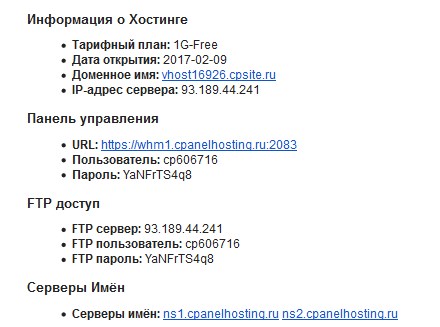 Информация о Хостинге
• Тарифный план: 1G-Free
• Дата открытия: 2017-02-09
• Доменное имя: vhost16926.cpsite.ru
• IP-адрес сервера: 93.189.44.241
Панель управления
• URL: https://whm1.cpanelhosting.ru:2083
• Пользователь: cp606716
• Пароль: YaNFrTS4q8
FTP доступ
• FTP сервер: 93.189.44.241
• FTP пользователь: cp606716
• FTP пароль: YaNFrTS4q8
Серверы Имён
• Серверы имён: ns1.cpanelhosting.ru ns2.cpanelhosting.ru